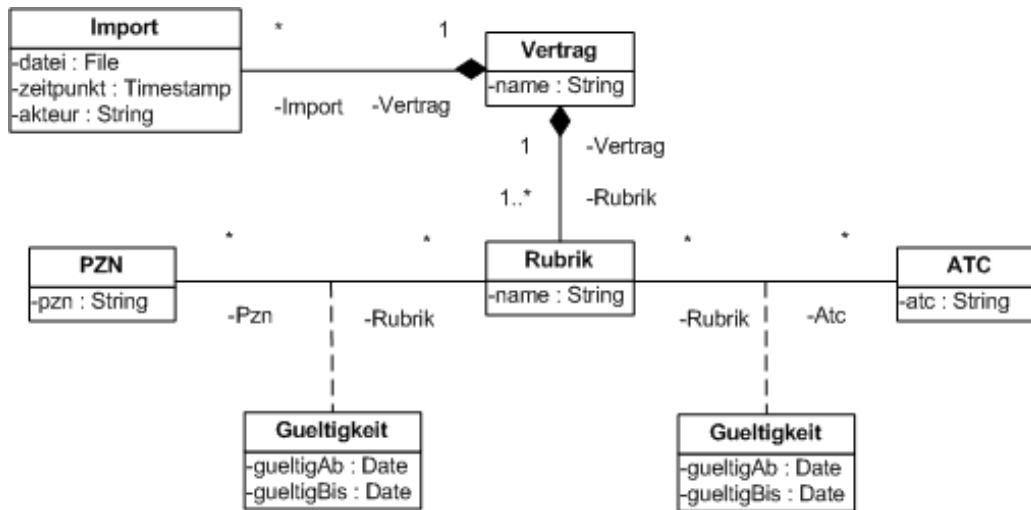 Import
-datei : File
-zeitpunkt : Timestamp
-akteur : String
* 1
-Import -Vertrag
Vertrag
-name : String
1 -Vertrag
1..* -Rubrik
PZN
-pzn : String
* *
-Pzn -Rubrik
Rubrik
-name : String
* *
-Rubrik -Atc
ATC
-atc : String
Gueltigkeit
-gueltigAb : Date
-gueltigBis : Date
Gueltigkeit
-gueltigAb : Date
-gueltigBis : Date